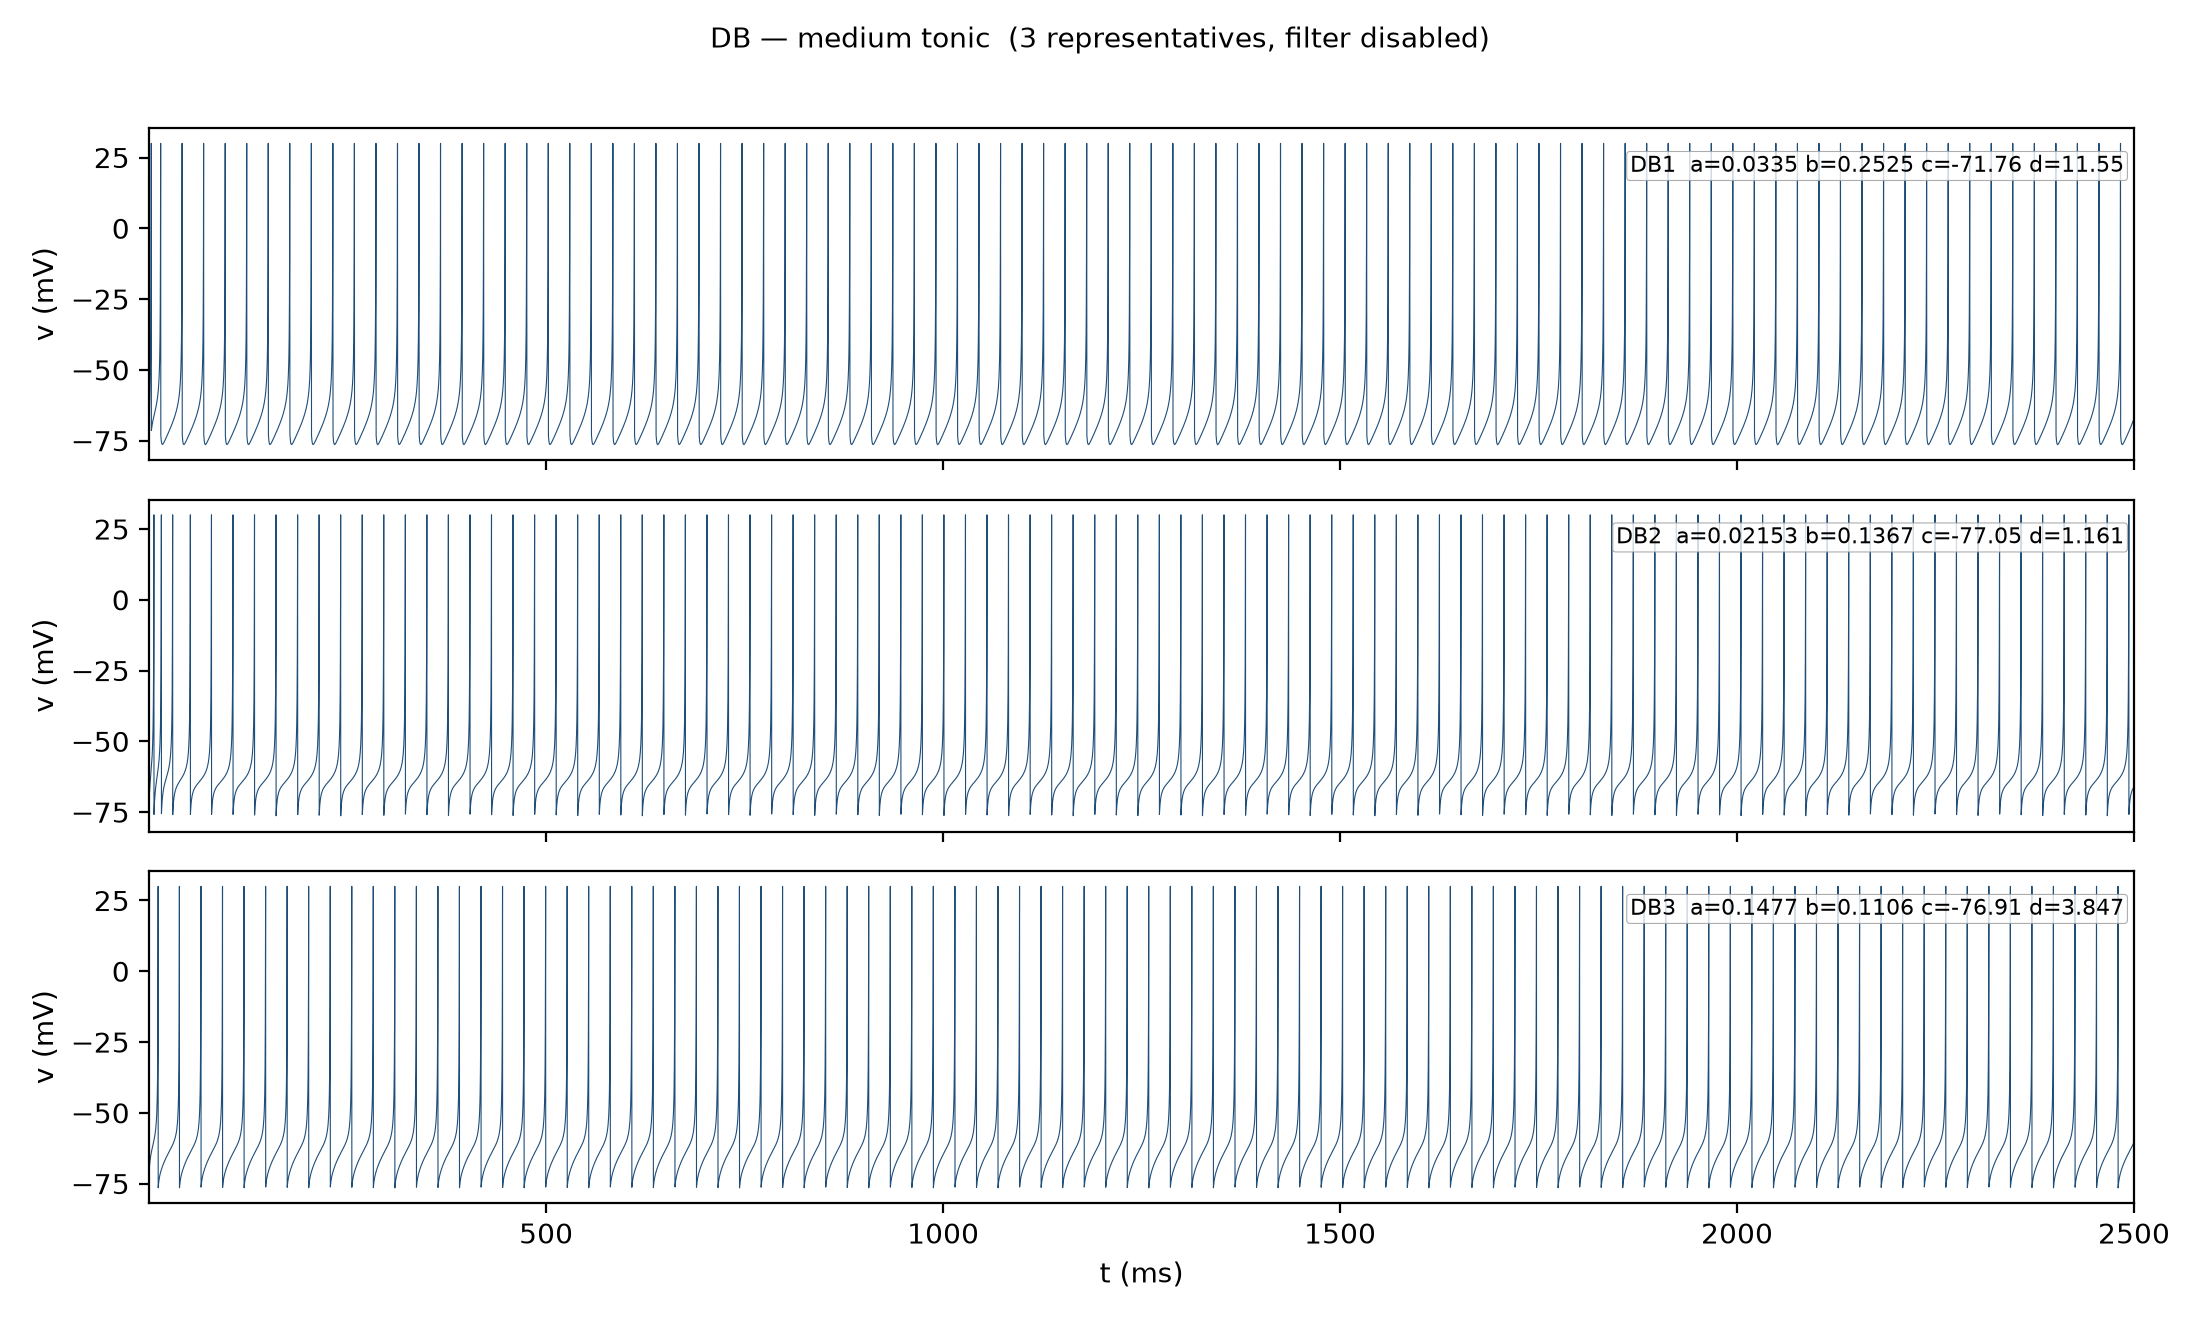 DB — medium tonic  (3 representatives, filter disabled)
25
0
−25
−50
−75
v (mV)
DB1  a=0.0335 b=0.2525 c=-71.76 d=11.55
25
0
−25
−50
−75
v (mV)
DB2  a=0.02153 b=0.1367 c=-77.05 d=1.161
25
0
−25
−50
−75
v (mV)
DB3  a=0.1477 b=0.1106 c=-76.91 d=3.847
500 1000 1500 2000 2500
t (ms)